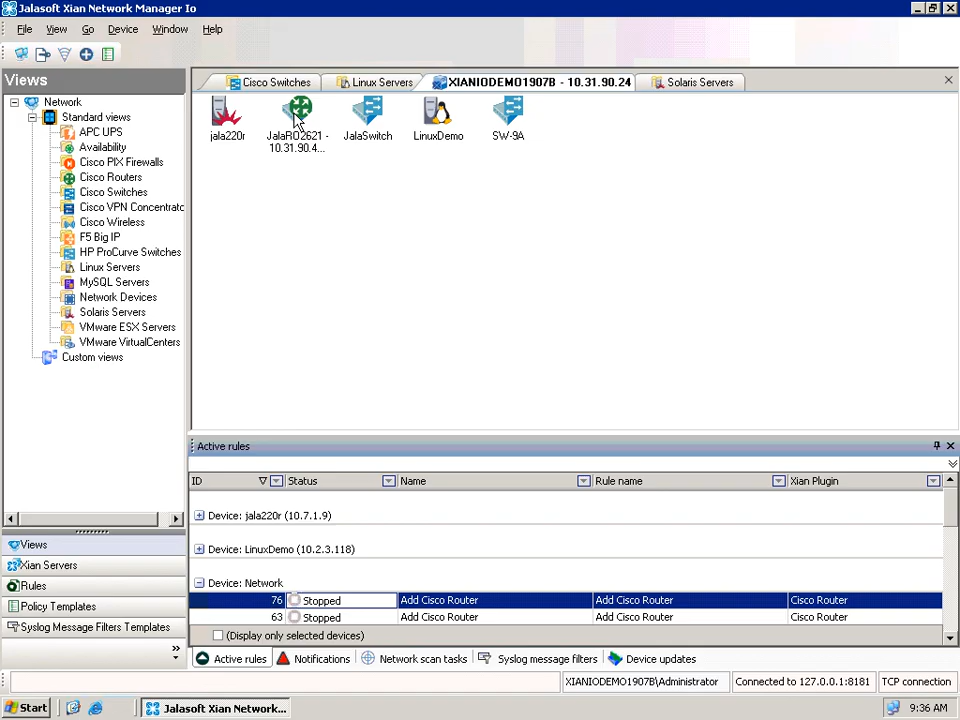 Jalasoft Xian Network Manager Io
File View Go Device Window Help
Views
Network
Standard views
APC UPS
Availability
Cisco PIX Firewalls
Cisco Routers
Cisco Switches
Cisco VPN Concentratc
Cisco Wireless
F5 Big IP
HP ProCurve Switches
Linux Servers
MySQL Servers
Network Devices
Solaris Servers
VMware ESX Servers
VMware VirtualCenters
Custom views
Views
Xian Servers
Rules
Policy Templates
Syslog Message Filters Templates
Cisco Switches Linux Servers XIANIODEMO1907B - 10.31.90.24 Solaris Servers
jala220r
JalaRO2621 -
10.31.90.4...
JalaSwitch
LinuxDemo
SW-9A
Active rules
ID Status Name Rule name Xian Plugin
Device: jala220r (10.7.1.9)
Device: LinuxDemo (10.2.3.118)
Device: Network
76 Stopped Add Cisco Router Add Cisco Router Cisco Router
63 Stopped Add Cisco Router Add Cisco Router Cisco Router
(Display only selected devices)
Active rules Notifications Network scan tasks Syslog message filters Device updates
XIANIODEMO1907B\Administrator Connected to 127.0.0.1:8181 TCP connection
Start Jalasoft Xian Network... 9:36 AM